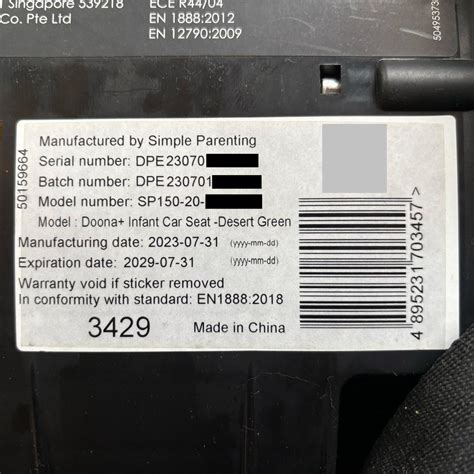 Singapore 539218
Co. Pte Ltd
ECE R44/04
EN 1888:2012
EN 12790:2009
5049537
50159664
Manufactured by Simple Parenting
Serial number: DPE23070
Batch number: DPE230701
Model number: SP150-20-
Model : Doona+ Infant Car Seat -Desert Green
Manufacturing date: 2023-07-31 (yyyy-mm-dd)
Expiration date: 2029-07-31 (yyyy-mm-dd)
Warranty void if sticker removed
In conformity with standard: EN1888:2018
3429 Made in China
4 895231 703457 >